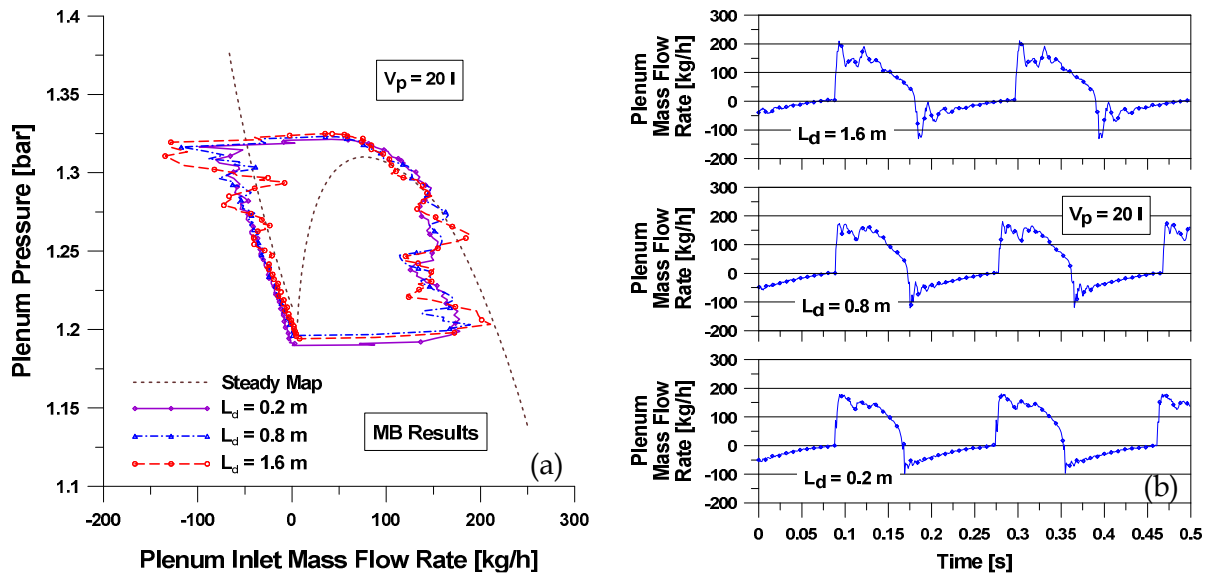 1.4
1.35
1.3
1.25
1.2
1.15
1.1
Plenum Pressure [bar]
Vp = 20 l
Steady Map
Ld = 0.2 m
Ld = 0.8 m
Ld = 1.6 m
MB Results
(a)
-200 -100 0 100 200 300
Plenum Inlet Mass Flow Rate [kg/h]
300
200
100
0
-100
-200
Plenum
Mass Flow
Rate [kg/h]
Ld = 1.6 m
300
200
100
0
-100
-200
Plenum
Mass Flow
Rate [kg/h]
Vp = 20 l
Ld = 0.8 m
300
200
100
0
-100
-200
Plenum
Mass Flow
Rate [kg/h]
Ld = 0.2 m
(b)
0 0.05 0.1 0.15 0.2 0.25 0.3 0.35 0.4 0.45 0.5
Time [s]